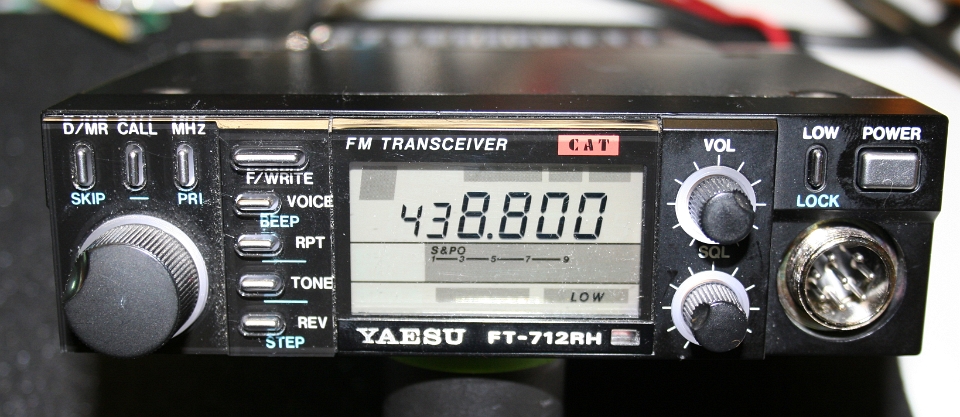 D/MR CALL MHz
SKIP — PRI
F/WRITE
VOICE
BEEP
RPT
TONE
REV
STEP
FM TRANSCEIVER CAT
438.800
S&PO
1 3 5 7 9
LOW
YAESU FT-712RH
VOL
SQL
LOW POWER
LOCK